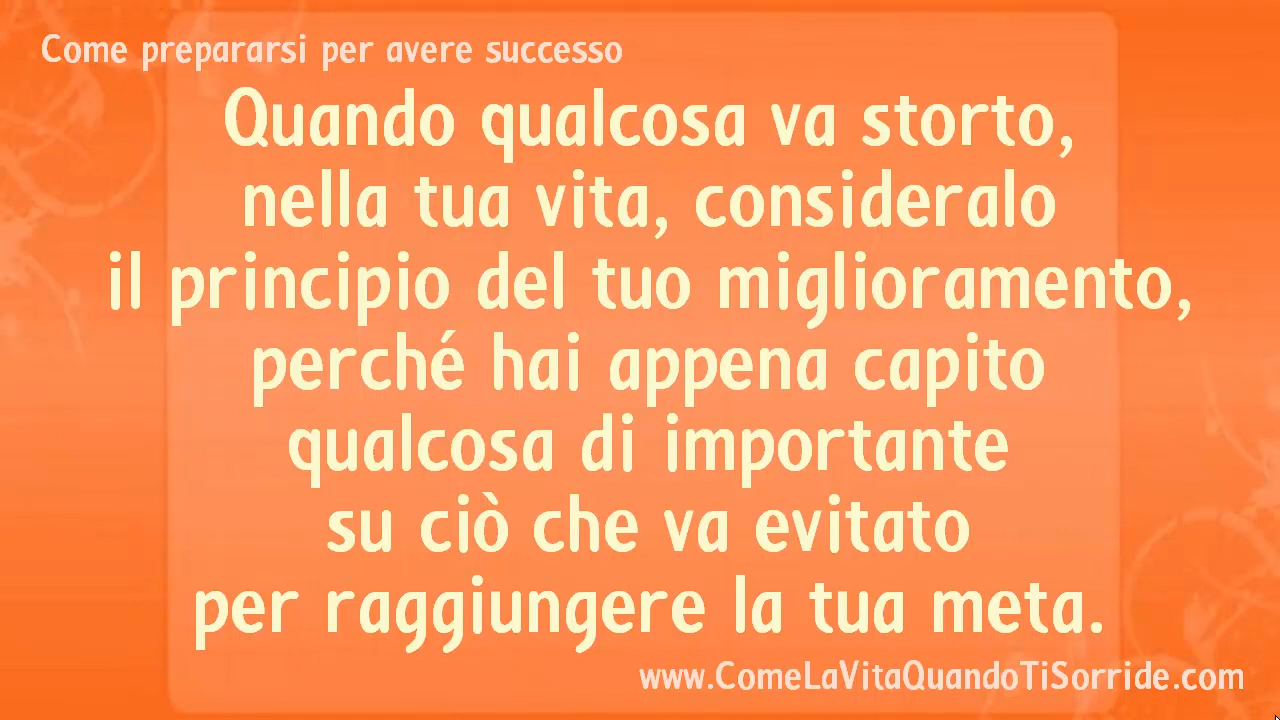 Come prepararsi per avere successo
Quando qualcosa va storto,
nella tua vita, consideralo
il principio del tuo miglioramento,
perché hai appena capito
qualcosa di importante
su ciò che va evitato
per raggiungere la tua meta.
www.ComeLaVitaQuandoTiSorride.com